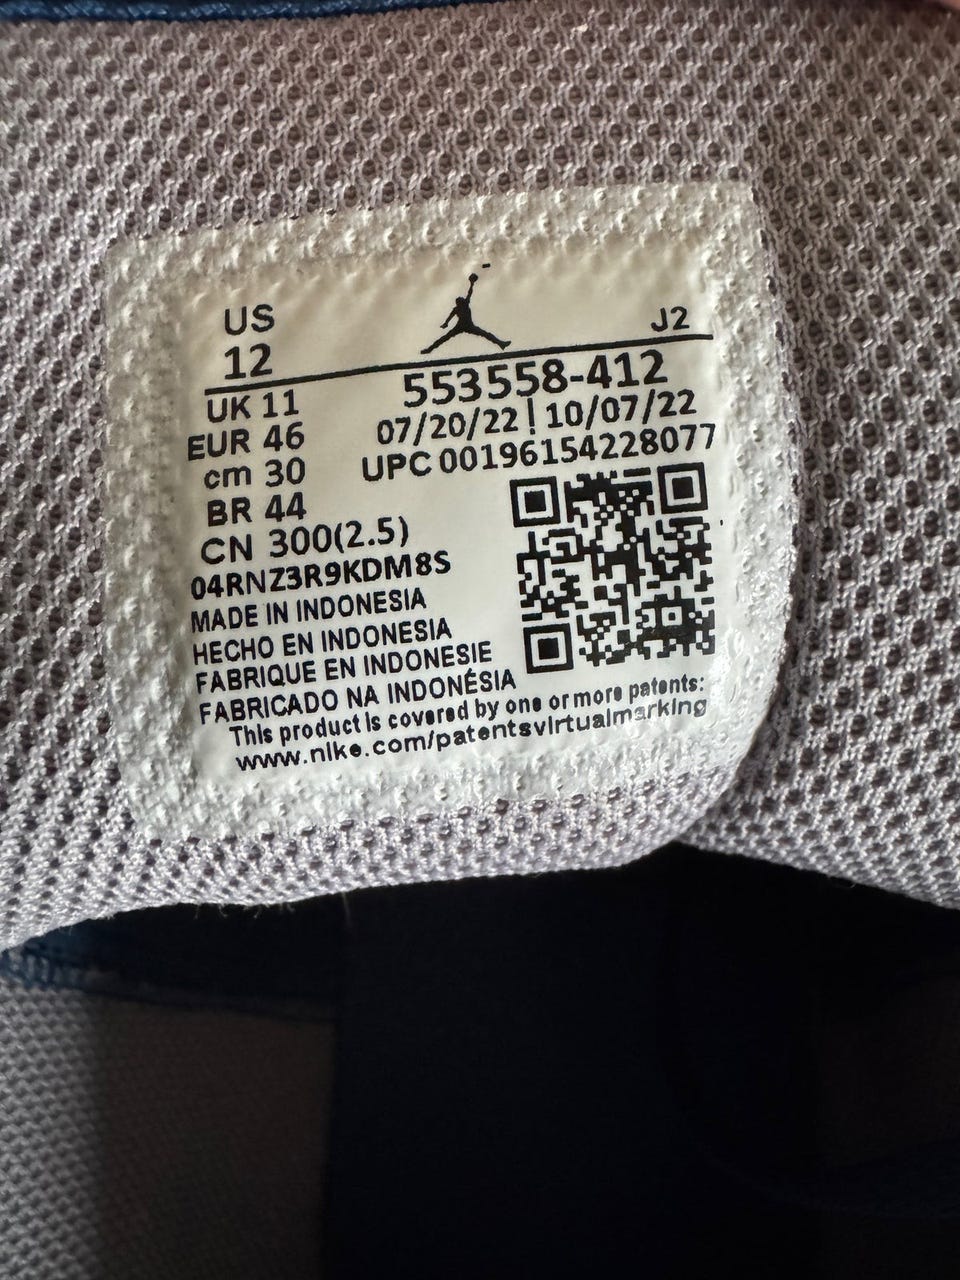 US
J2
12
553558-412
UK 11
07/20/22 | 10/07/22
EUR 46
UPC 00196154228077
cm 30
BR 44
CN 300(2.5)
04RNZ3R9KDM8S
MADE IN INDONESIA
HECHO EN INDONESIA
FABRIQUE EN INDONESIE
FABRICADO NA INDONÉSIA
This product is covered by one or more patents:
www.nike.com/patentsvirtualmarking